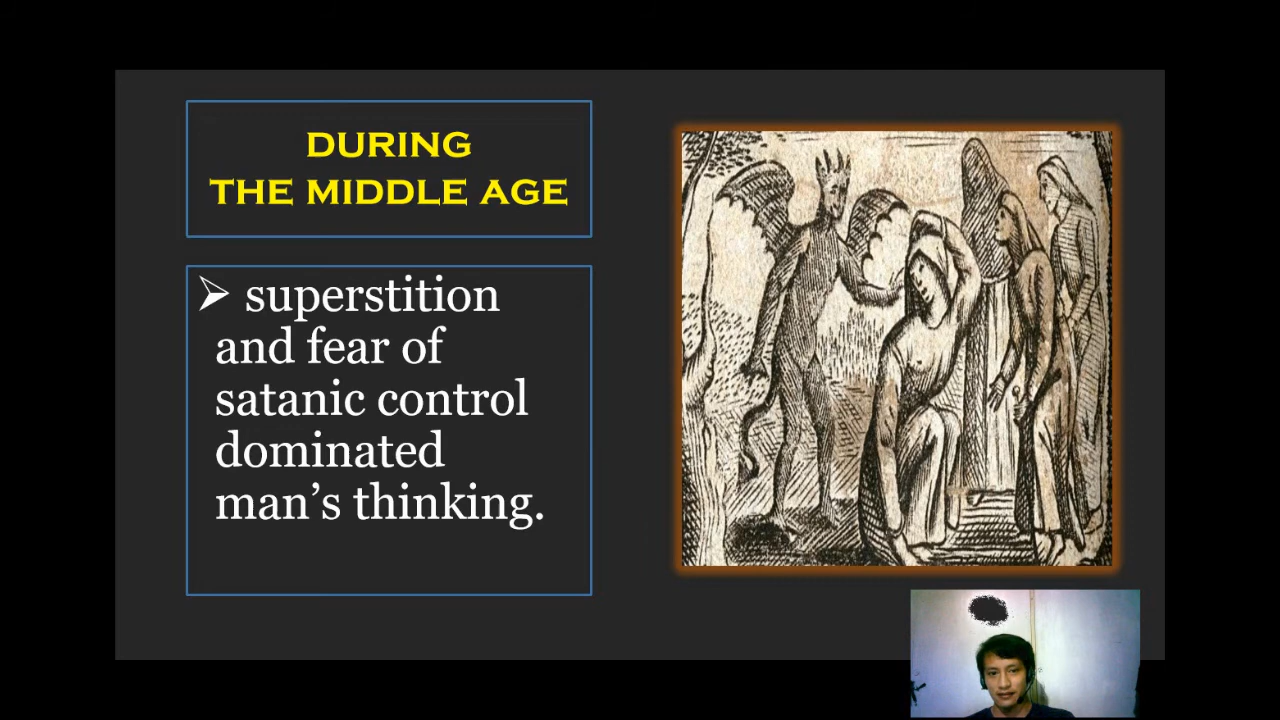 DURING
THE MIDDLE AGE
➢ superstition
and fear of
satanic control
dominated
man’s thinking.